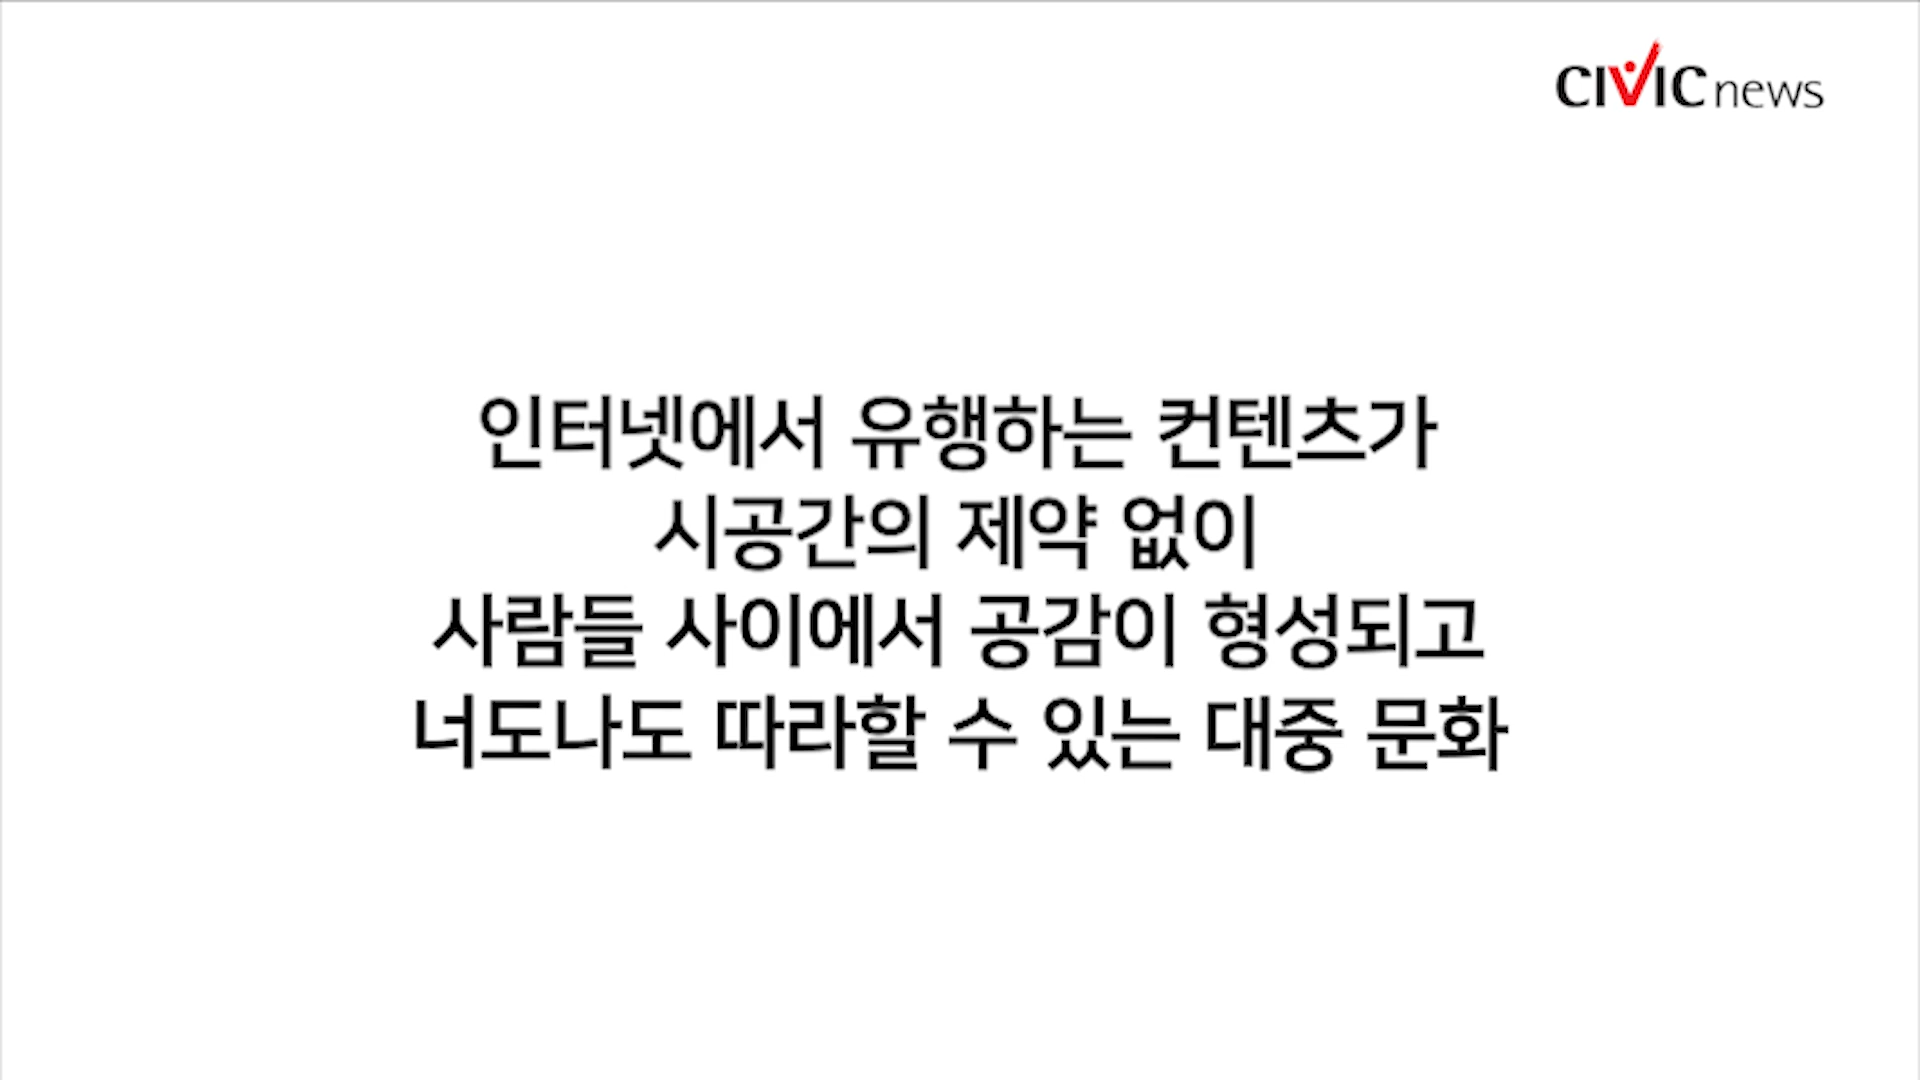 CIVIC news
인터넷에서 유행하는 컨텐츠가
시공간의 제약 없이
사람들 사이에서 공감이 형성되고
너도나도 따라할 수 있는 대중 문화